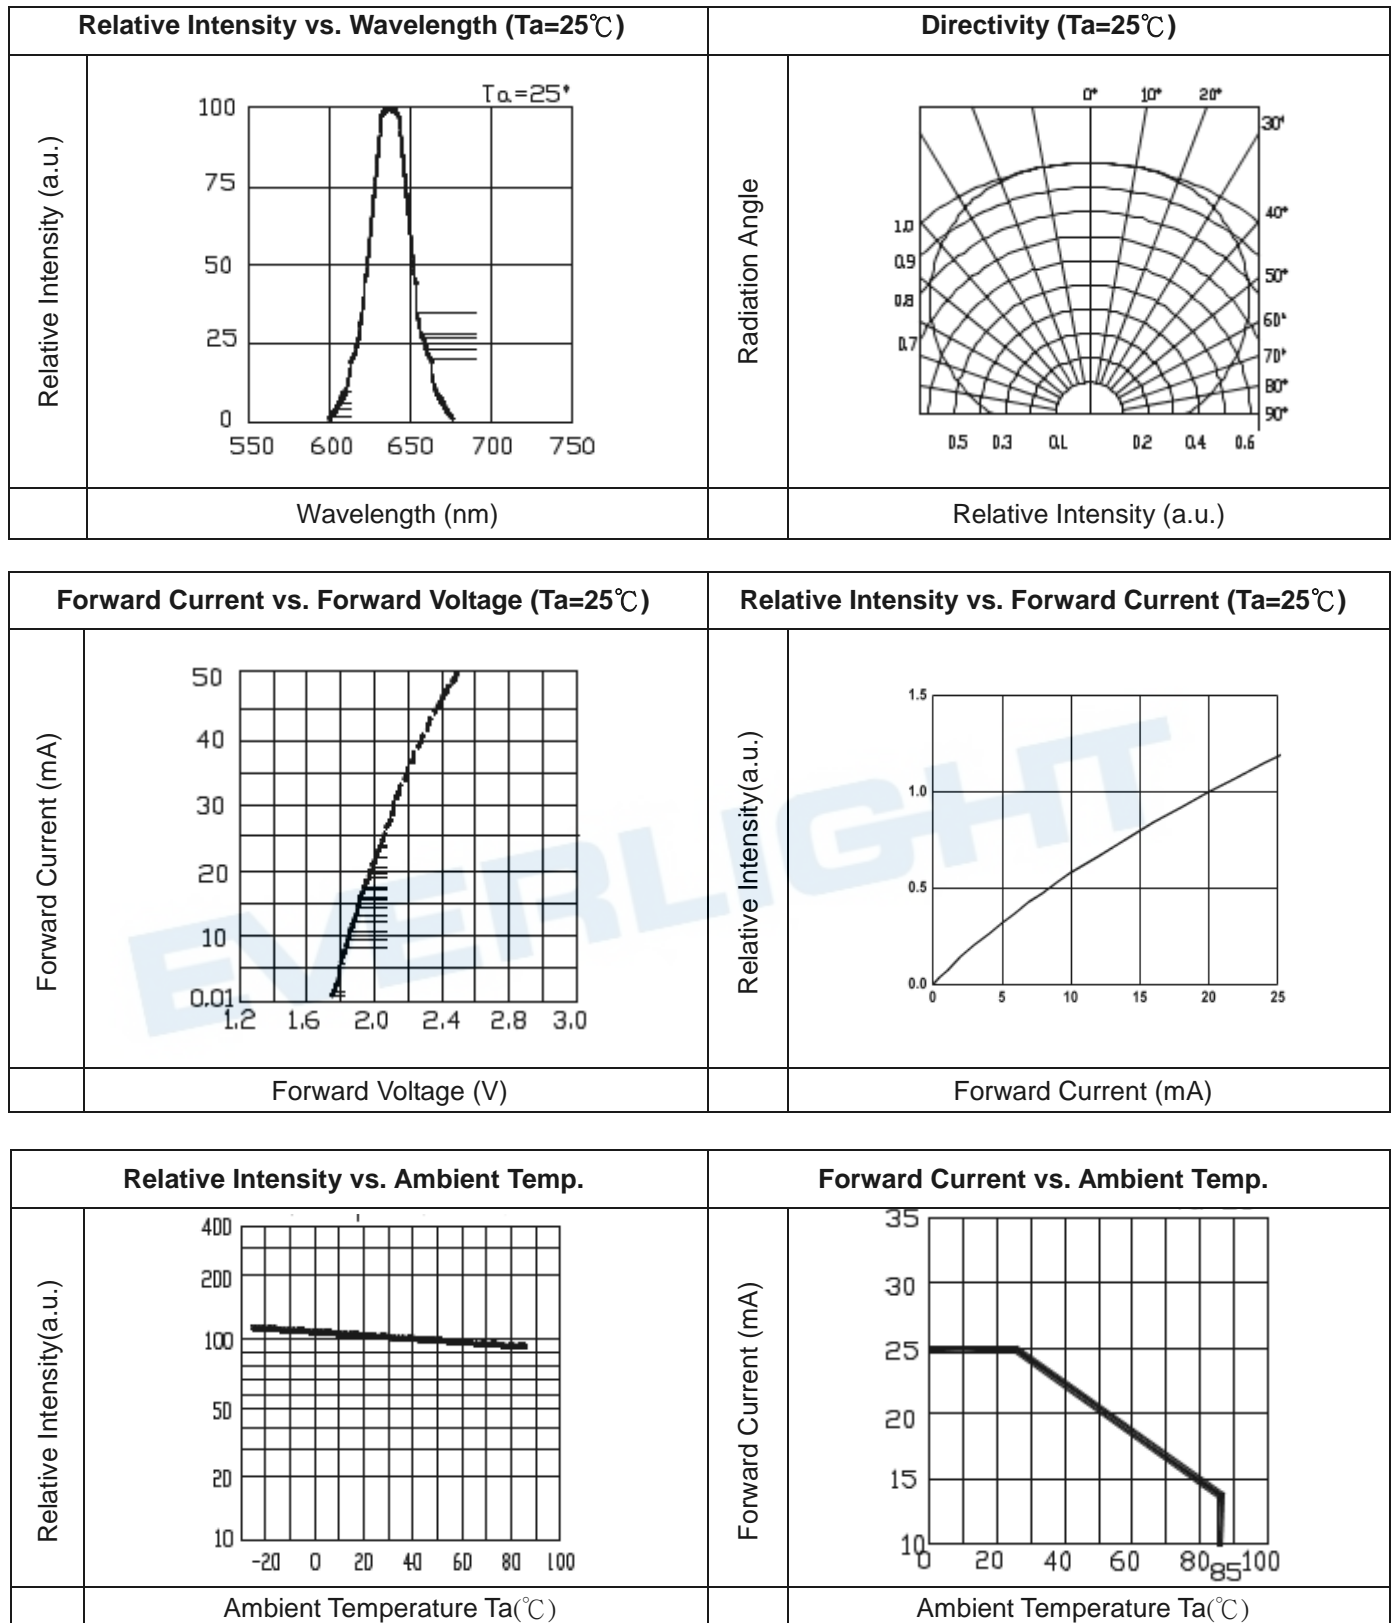 Relative Intensity vs. Wavelength (Ta=25℃)
Directivity (Ta=25℃)
Relative Intensity (a.u.)
Ta=25°
100
75
50
25
0
550 600 650 700 750
Wavelength (nm)
Radiation Angle
0° 10° 20°
30°
40°
50°
60°
70°
80°
90°
1.0
0.9
0.8
0.7
0.5 0.3 0.1 0.2 0.4 0.6
Relative Intensity (a.u.)
Forward Current vs. Forward Voltage (Ta=25℃)
Relative Intensity vs. Forward Current (Ta=25℃)
Forward Current (mA)
50
40
30
20
10
0.01
1.2 1.6 2.0 2.4 2.8 3.0
Forward Voltage (V)
Relative Intensity(a.u.)
1.5
1.0
0.5
0.0
0 5 10 15 20 25
Forward Current (mA)
EVERLIGHT
Relative Intensity vs. Ambient Temp.
Forward Current vs. Ambient Temp.
Relative Intensity(a.u.)
400
200
100
50
20
10
-20 0 20 40 60 80 100
Ambient Temperature Ta(℃)
Forward Current (mA)
35
30
25
20
15
10
0 20 40 60 80 85 100
Ambient Temperature Ta(℃)